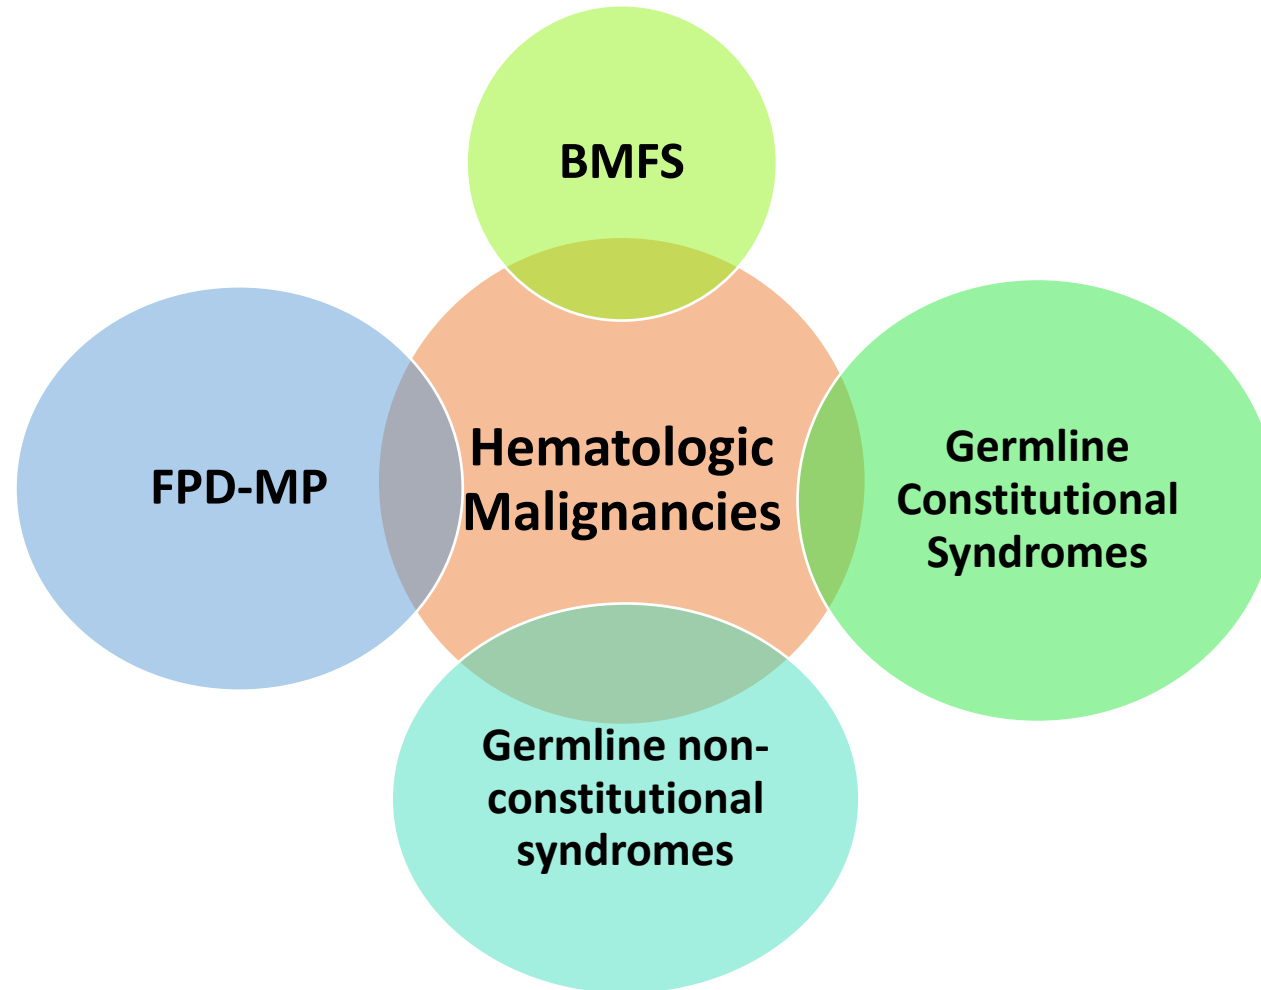 BMFS
Hematologic
Malignancies
FPD-MP
Germline
Constitutional
Syndromes
Germline non-
constitutional
syndromes